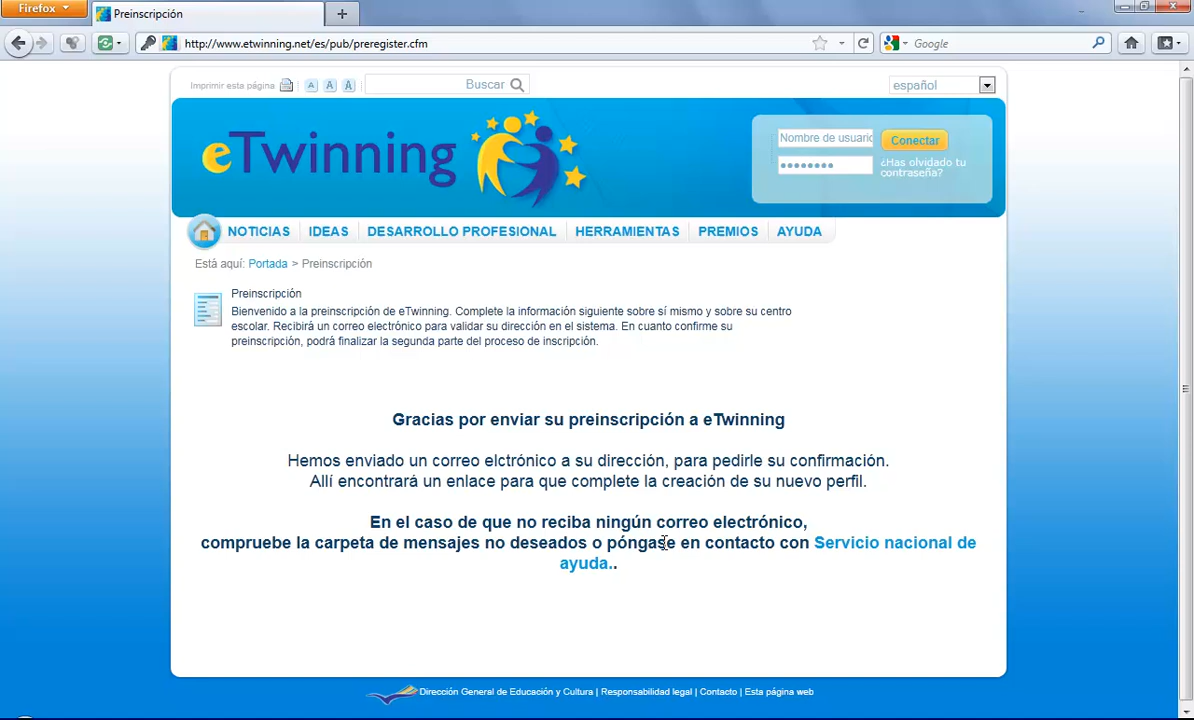 Firefox
Preinscripción
http://www.etwinning.net/es/pub/preregister.cfm
Google
Imprimir esta página
A A A
Buscar
español
eTwinning
Nombre de usuaric
Conectar
¿Has olvidado tu
contraseña?
NOTICIAS
IDEAS
DESARROLLO PROFESIONAL
HERRAMIENTAS
PREMIOS
AYUDA
Está aquí: Portada > Preinscripción
Preinscripción
Bienvenido a la preinscripción de eTwinning. Complete la información siguiente sobre sí mismo y sobre su centro
escolar. Recibirá un correo electrónico para validar su dirección en el sistema. En cuanto confirme su
preinscripción, podrá finalizar la segunda parte del proceso de inscripción.
Gracias por enviar su preinscripción a eTwinning
Hemos enviado un correo elctrónico a su dirección, para pedirle su confirmación.
Allí encontrará un enlace para que complete la creación de su nuevo perfil.
En el caso de que no reciba ningún correo electrónico,
compruebe la carpeta de mensajes no deseados o póngase en contacto con Servicio nacional de
ayuda..
Dirección General de Educación y Cultura | Responsabilidad legal | Contacto | Esta página web